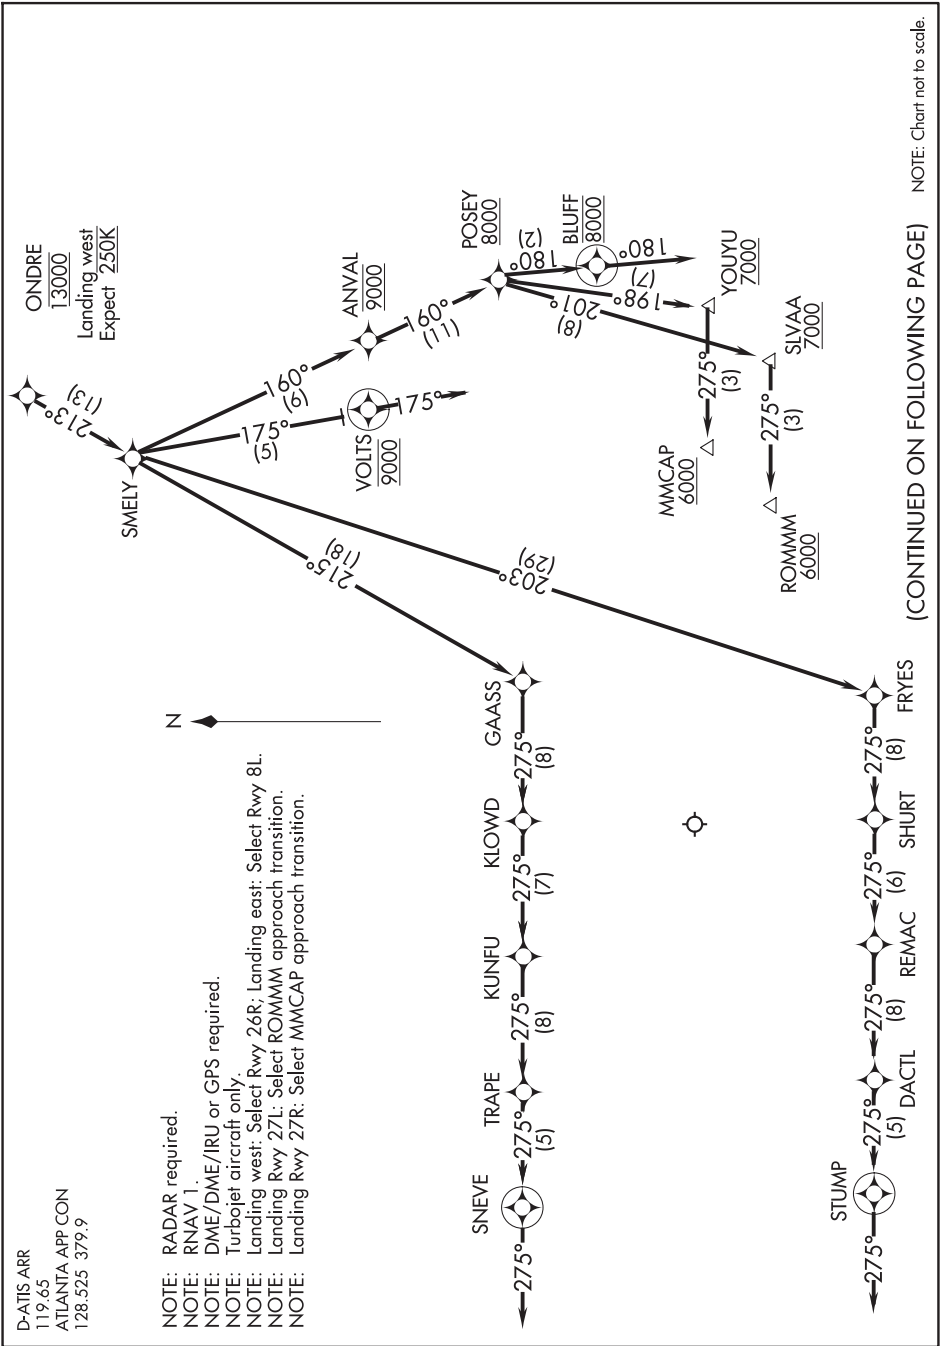 D-ATIS ARR
119.65
ATLANTA APP CON
128.525 379.9
NOTE: RADAR required.
NOTE: RNAV 1.
NOTE: DME/DME/IRU or GPS required.
NOTE: Turbojet aircraft only.
NOTE: Landing west: Select Rwy 26R; Landing east: Select Rwy 8L.
NOTE: Landing Rwy 27L: Select ROMMM approach transition.
NOTE: Landing Rwy 27R: Select MMCAP approach transition.
N
ONDRE
13000
Landing west
Expect 250K
213°
(13)
SMELY
160°
(6)
ANVAL
9000
160°
(11)
175°
(5)
VOLTS
9000
175°
POSEY
8000
180°
(2)
BLUFF
8000
180°
198°
(7)
YOUYU
7000
201°
(8)
SLVAA
7000
275°
(3)
MMCAP
6000
275°
(3)
ROMMM
6000
215°
(18)
203°
(29)
GAASS
275°
(8)
KLOWD
275°
(7)
KUNFU
275°
(8)
TRAPE
275°
(5)
SNEVE
275°
FRYES
275°
(8)
SHURT
275°
(6)
REMAC
275°
(8)
DACTL
275°
(5)
STUMP
275°
(CONTINUED ON FOLLOWING PAGE)
NOTE: Chart not to scale.